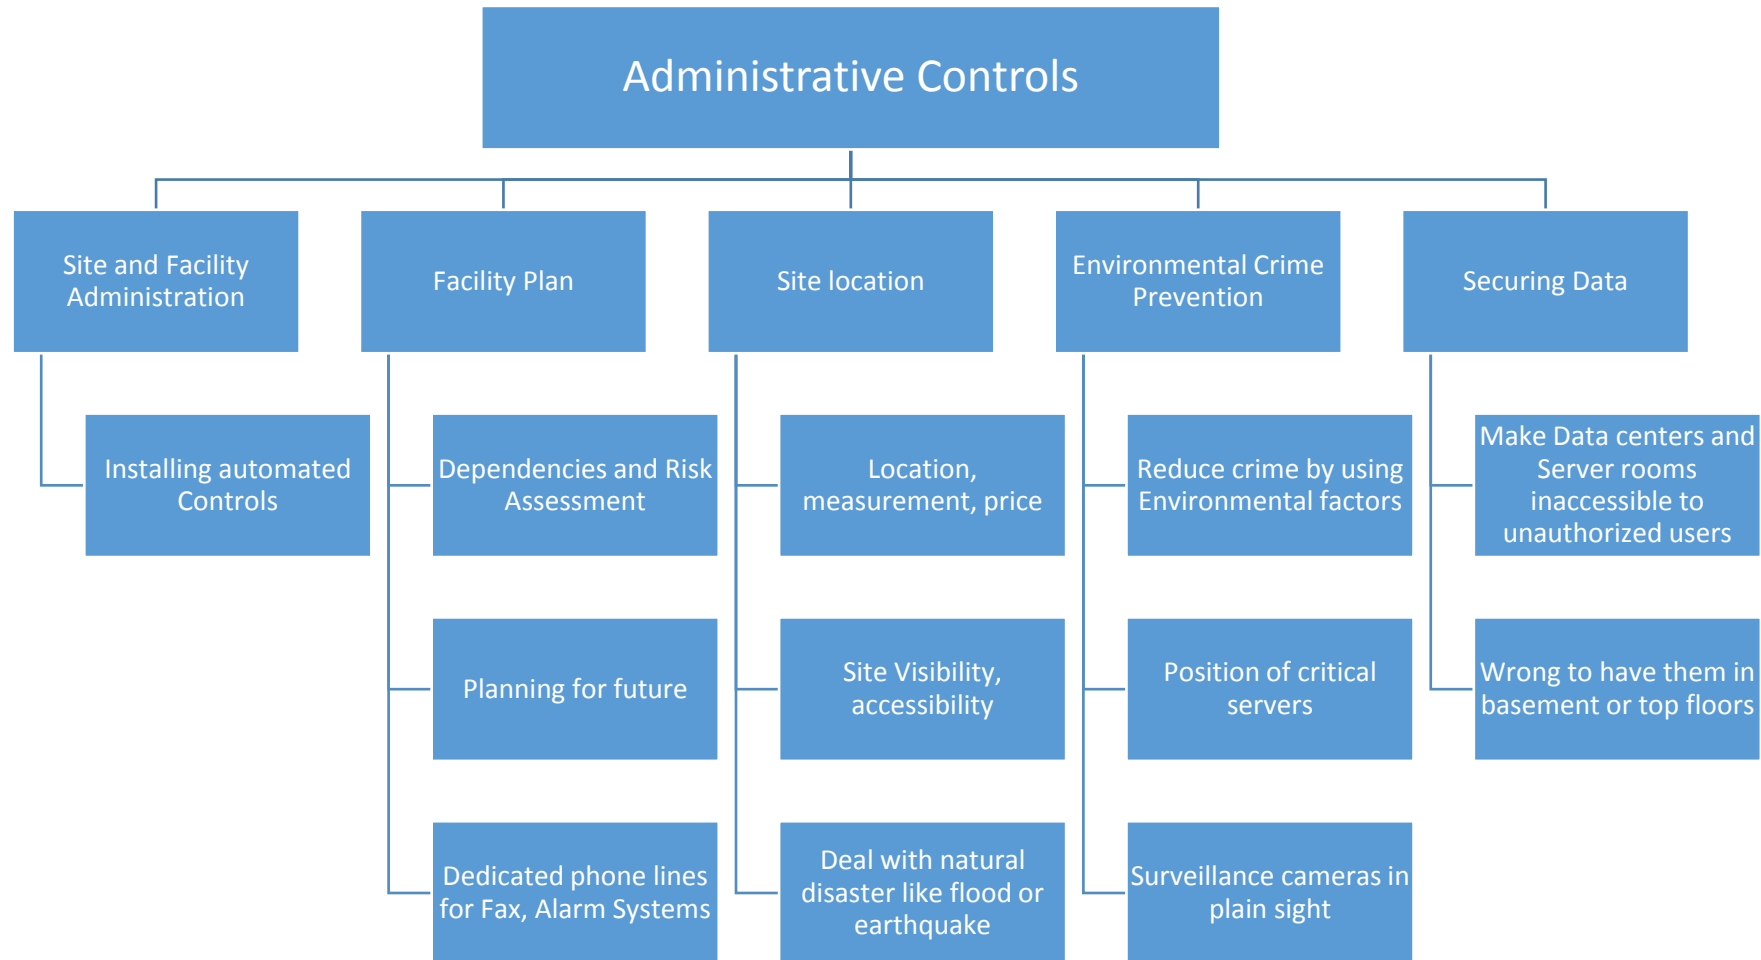 Administrative Controls
Site and Facility
Administration
Facility Plan
Site location
Environmental Crime
Prevention
Securing Data
Installing automated
Controls
Dependencies and Risk
Assessment
Location,
measurement, price
Reduce crime by using
Environmental factors
Make Data centers and
Server rooms
inaccessible to
unauthorized users
Planning for future
Site Visibility,
accessibility
Position of critical
servers
Wrong to have them in
basement or top floors
Dedicated phone lines
for Fax, Alarm Systems
Deal with natural
disaster like flood or
earthquake
Surveillance cameras in
plain sight